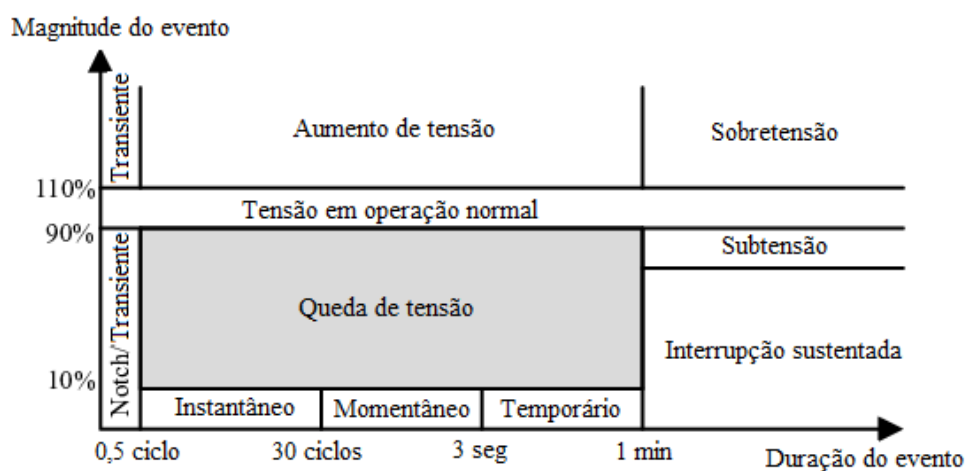 Magnitude do evento
Transiente
Aumento de tensão
Sobretensão
110%
Tensão em operação normal
90%
Notch/Transiente
Subtensão
Queda de tensão
Interrupção sustentada
10%
Instantâneo
Momentâneo
Temporário
0,5 ciclo
30 ciclos
3 seg
1 min
Duração do evento